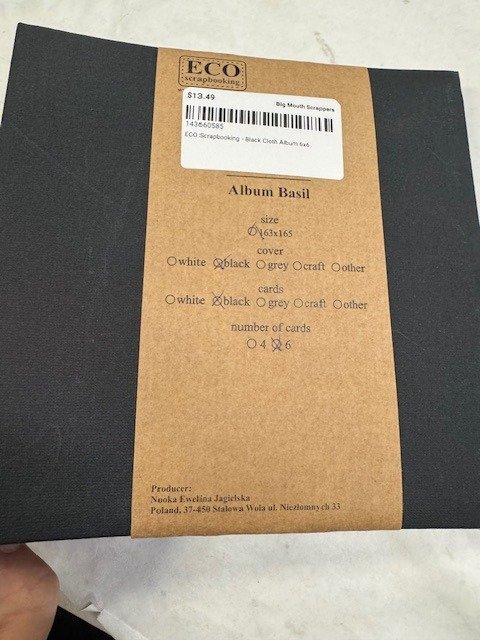 ECO
scrapbooking
$13.49 Big Mouth Scrappers
143660585
ECO Scrapbooking - Black Cloth Album 6x6
Album Basil
size
163x165
cover
white black grey craft other
cards
white black grey craft other
number of cards
4 6
Producer:
Nuoka Ewelina Jagielska
Poland, 37-450 Stalowa Wola ul. Niezłomnych 33